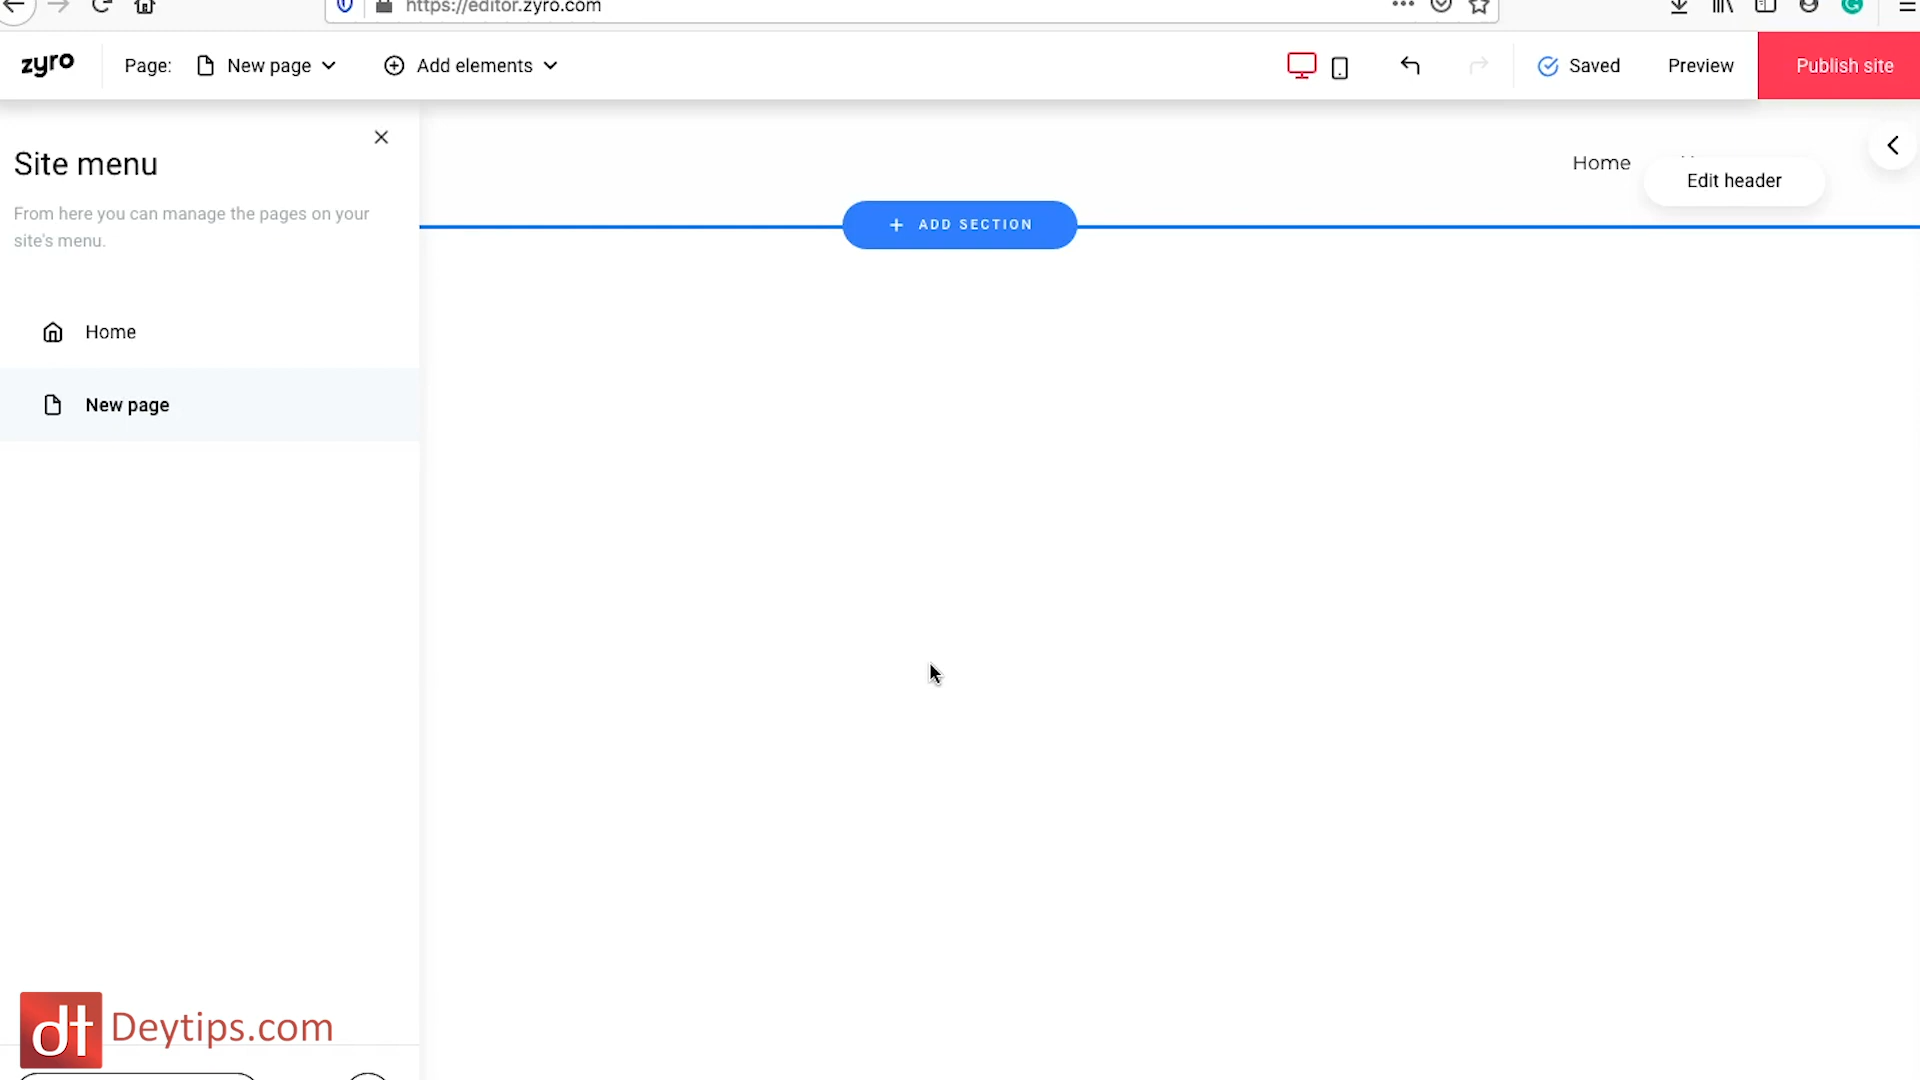 https://editor.zyro.com
zyro
Page: New page
Add elements
Saved
Preview
Publish site
Site menu
From here you can manage the pages on your
site's menu.
Home
New page
Home
Edit header
+ ADD SECTION
dt Deytips.com